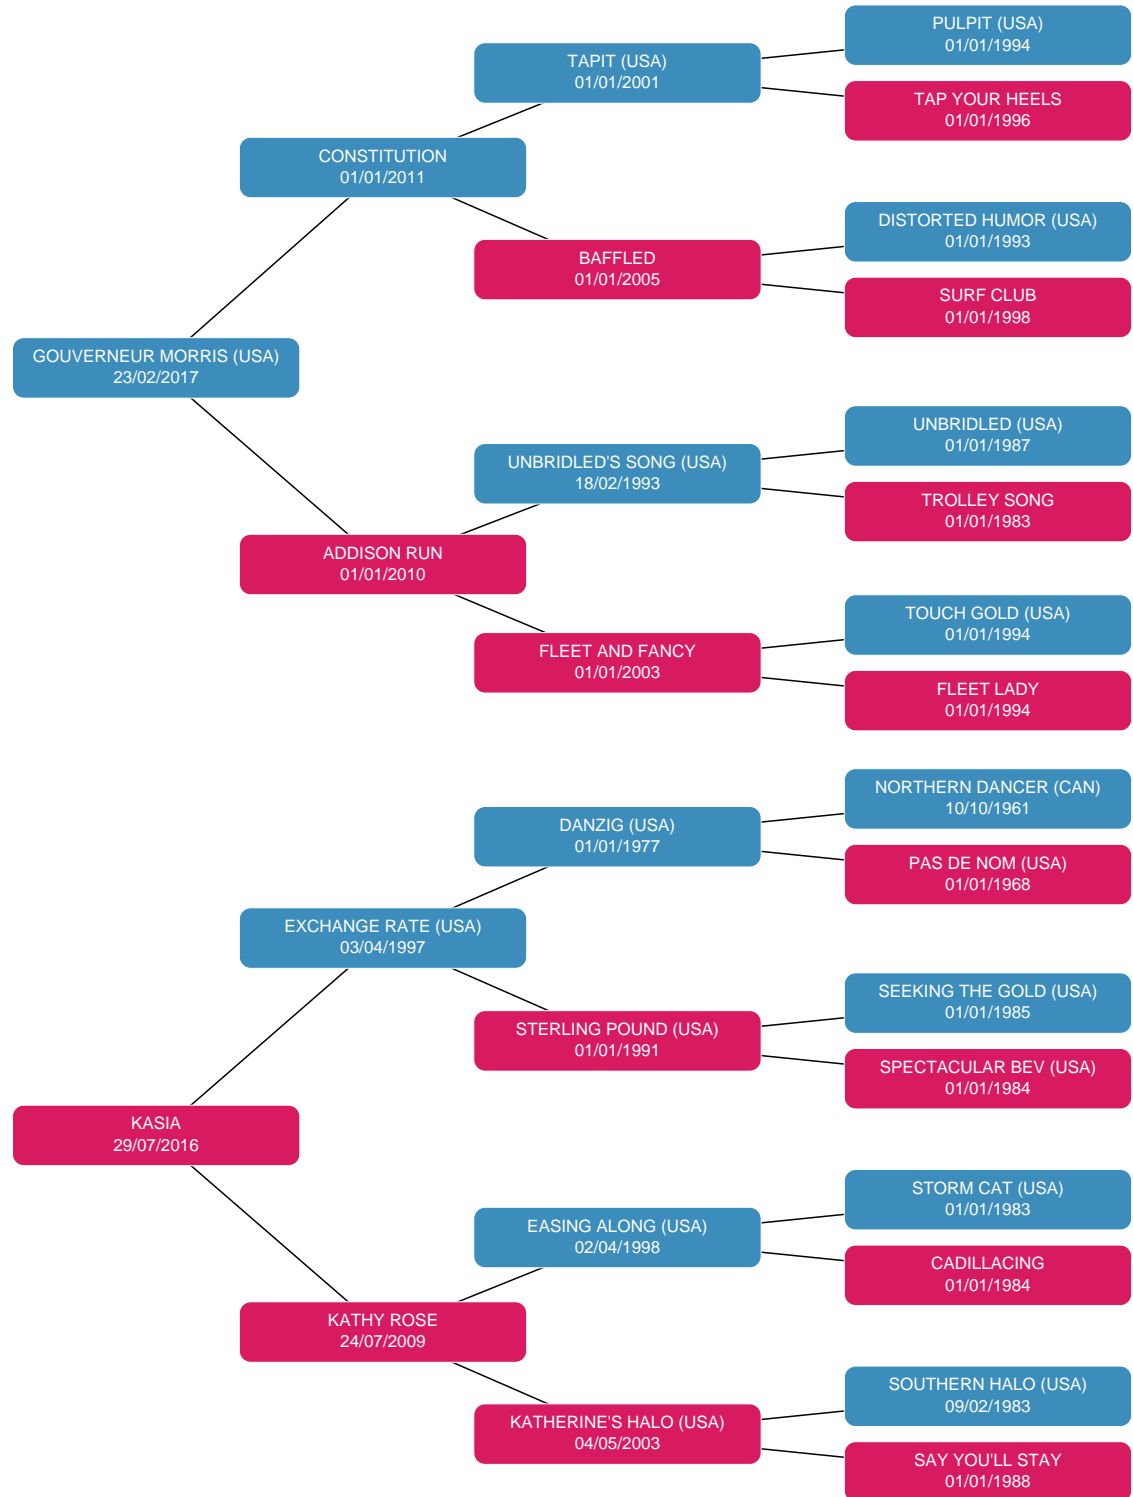 PULPIT (USA)
01/01/1994
TAPIT (USA)
01/01/2001
TAP YOUR HEELS
01/01/1996
CONSTITUTION
01/01/2011
DISTORTED HUMOR (USA)
01/01/1993
BAFFLED
01/01/2005
SURF CLUB
01/01/1998
GOUVERNEUR MORRIS (USA)
23/02/2017
UNBRIDLED (USA)
01/01/1987
UNBRIDLED'S SONG (USA)
18/02/1993
TROLLEY SONG
01/01/1983
ADDISON RUN
01/01/2010
TOUCH GOLD (USA)
01/01/1994
FLEET AND FANCY
01/01/2003
FLEET LADY
01/01/1994
NORTHERN DANCER (CAN)
10/10/1961
DANZIG (USA)
01/01/1977
PAS DE NOM (USA)
01/01/1968
EXCHANGE RATE (USA)
03/04/1997
SEEKING THE GOLD (USA)
01/01/1985
STERLING POUND (USA)
01/01/1991
SPECTACULAR BEV (USA)
01/01/1984
KASIA
29/07/2016
STORM CAT (USA)
01/01/1983
EASING ALONG (USA)
02/04/1998
CADILLACING
01/01/1984
KATHY ROSE
24/07/2009
SOUTHERN HALO (USA)
09/02/1983
KATHERINE'S HALO (USA)
04/05/2003
SAY YOU'LL STAY
01/01/1988